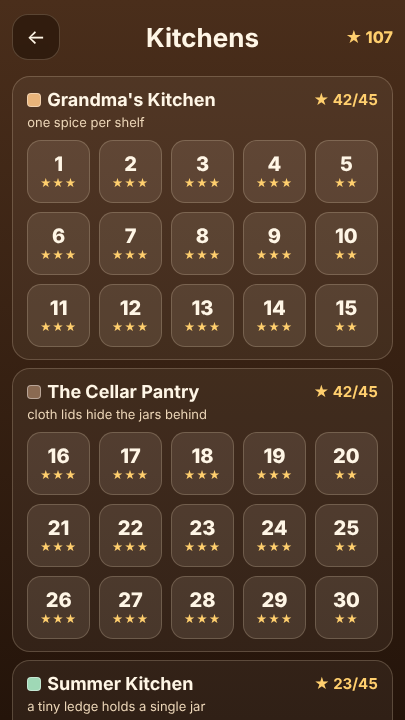 ← Kitchens ★ 107
Grandma's Kitchen ★ 42/45
one spice per shelf
1 2 3 4 5
★★★ ★★★ ★★★ ★★★ ★★
6 7 8 9 10
★★★ ★★★ ★★★ ★★★ ★★
11 12 13 14 15
★★★ ★★★ ★★★ ★★★ ★★
The Cellar Pantry ★ 42/45
cloth lids hide the jars behind
16 17 18 19 20
★★★ ★★★ ★★★ ★★★ ★★
21 22 23 24 25
★★★ ★★★ ★★★ ★★★ ★★
26 27 28 29 30
★★★ ★★★ ★★★ ★★★ ★★
Summer Kitchen ★ 23/45
a tiny ledge holds a single jar